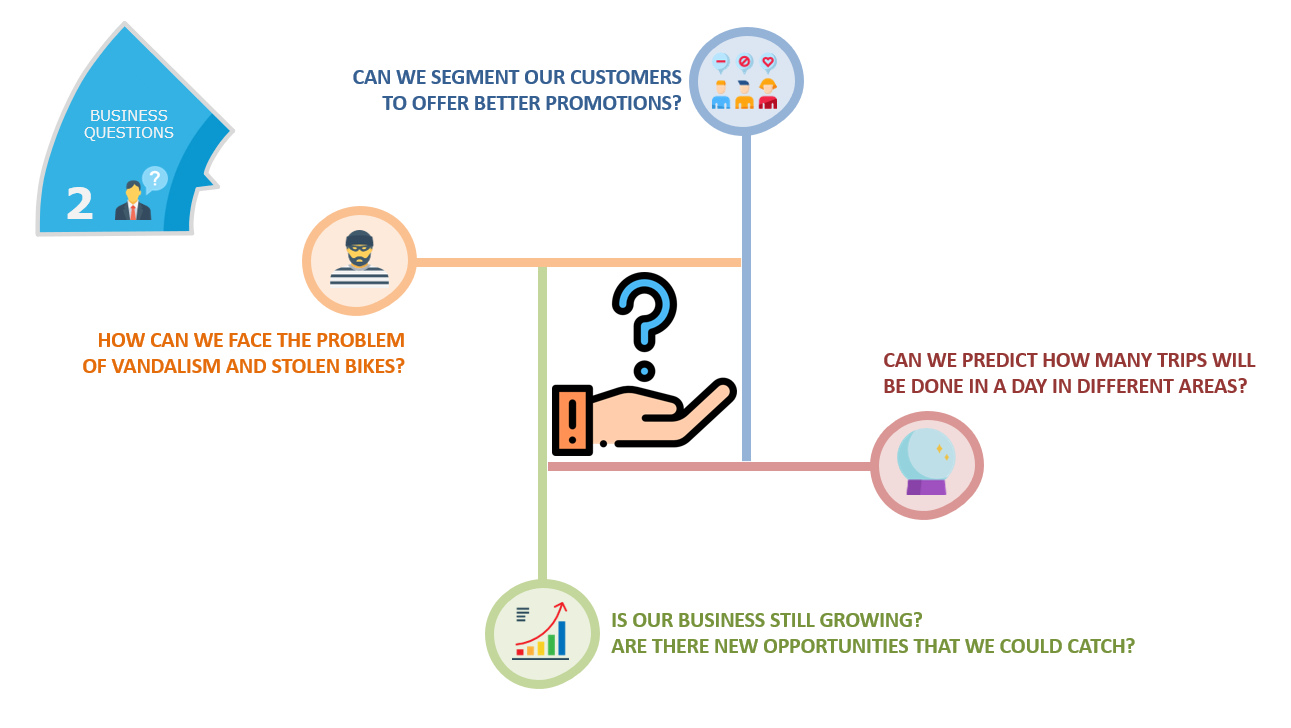 BUSINESS
QUESTIONS
2
?
CAN WE SEGMENT OUR CUSTOMERS
TO OFFER BETTER PROMOTIONS?
HOW CAN WE FACE THE PROBLEM
OF VANDALISM AND STOLEN BIKES?
CAN WE PREDICT HOW MANY TRIPS WILL
BE DONE IN A DAY IN DIFFERENT AREAS?
IS OUR BUSINESS STILL GROWING?
ARE THERE NEW OPPORTUNITIES THAT WE COULD CATCH?